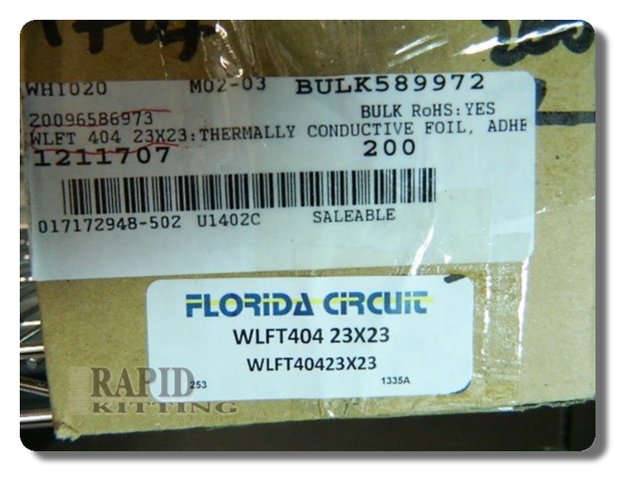 WH1020 M02-03 BULK589972
20096586973 BULK RoHS:YES
WLFT 404 23X23:THERMALLY CONDUCTIVE FOIL, ADHE
1211707 200
017172948-502 U1402C SALEABLE
FLORIDA CIRCUIT
WLFT404 23X23
WLFT40423X23
253 1335A
RAPID
KITTING